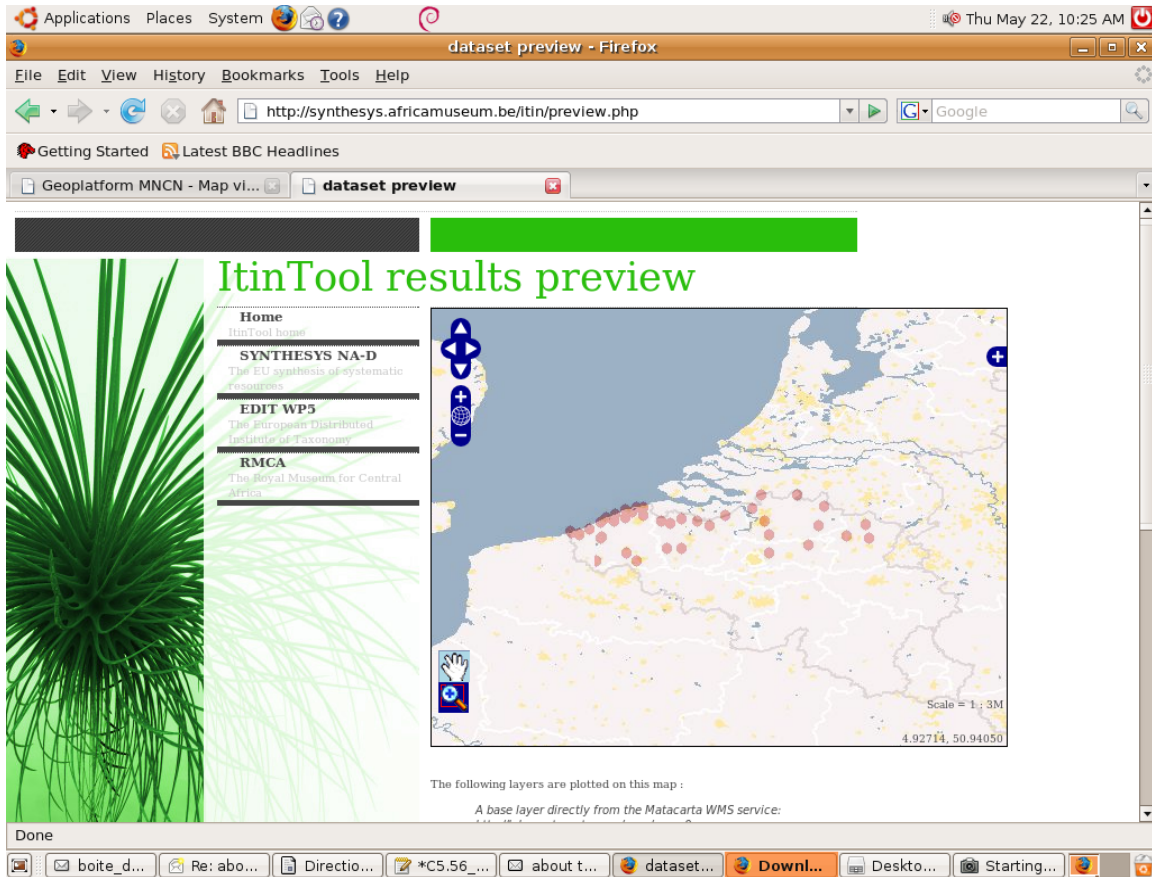 Applications Places System
Thu May 22, 10:25 AM
dataset preview - Firefox
File Edit View History Bookmarks Tools Help
http://synthesys.africamuseum.be/itin/preview.php
G Google
Getting Started Latest BBC Headlines
Geoplatform MNCN - Map vi...
dataset preview
ItinTool results preview
Home
ItinTool home
SYNTHESYS NA-D
The EU synthesis of systematic
resources
EDIT WP5
The European Distributed
Institute of Taxonomy
RMCA
The Royal Museum for Central
Africa
Scale = 1 : 3M
4.92714, 50.94050
The following layers are plotted on this map :
A base layer directly from the Matacarta WMS service:
Done
boite_d... Re: abo... Directio... *C5.56_... about t... dataset... Downl... Deskto... Starting...